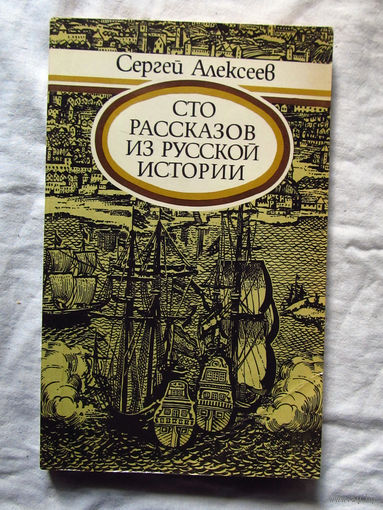 Сергей Алексеев
СТО
РАССКАЗОВ
ИЗ РУССКОЙ
ИСТОРИИ